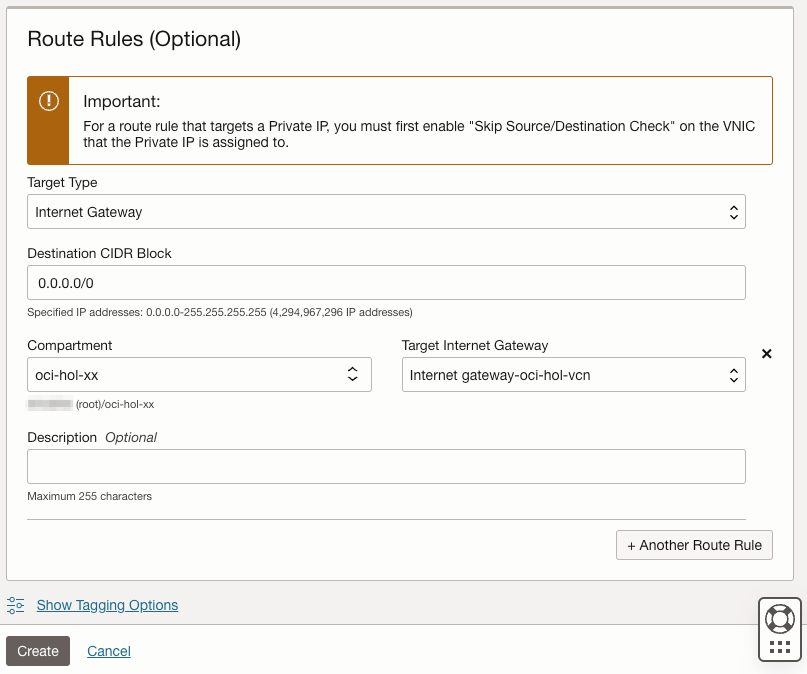 Route Rules (Optional)
Important:
For a route rule that targets a Private IP, you must first enable "Skip Source/Destination Check" on the VNIC
that the Private IP is assigned to.
Target Type
Internet Gateway
Destination CIDR Block
0.0.0.0/0
Specified IP addresses: 0.0.0.0-255.255.255.255 (4,294,967,296 IP addresses)
Compartment
Target Internet Gateway
oci-hol-xx
Internet gateway-oci-hol-vcn
(root)/oci-hol-xx
Description Optional
Maximum 255 characters
+ Another Route Rule
Show Tagging Options
Create
Cancel